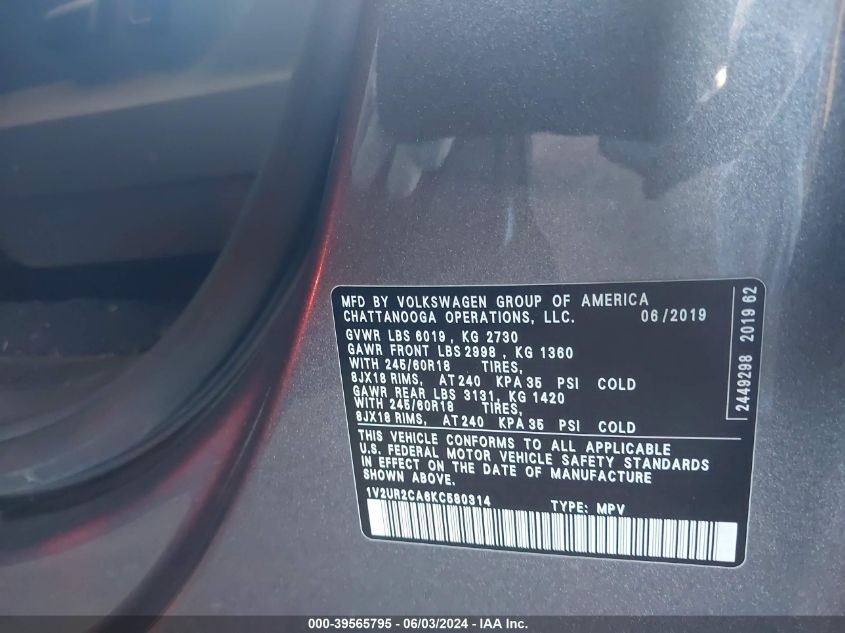 MFD BY VOLKSWAGEN GROUP OF AMERICA
CHATTANOOGA OPERATIONS, LLC. 06/2019
GVWR LBS 6019, KG 2730
GAWR FRONT LBS 2998, KG 1360
WITH 245/60R18 TIRES,
8JX18 RIMS, AT 240 KPA 35 PSI COLD
GAWR REAR LBS 3131, KG 1420
WITH 245/60R18 TIRES,
8JX18 RIMS, AT 240 KPA 35 PSI COLD
THIS VEHICLE CONFORMS TO ALL APPLICABLE
U.S. FEDERAL MOTOR VEHICLE SAFETY STANDARDS
IN EFFECT ON THE DATE OF MANUFACTURE
SHOWN ABOVE.
1V2UR2CA6KC580314 TYPE: MPV
2449298 2019 62
000-39565795 - 06/03/2024 - IAA Inc.